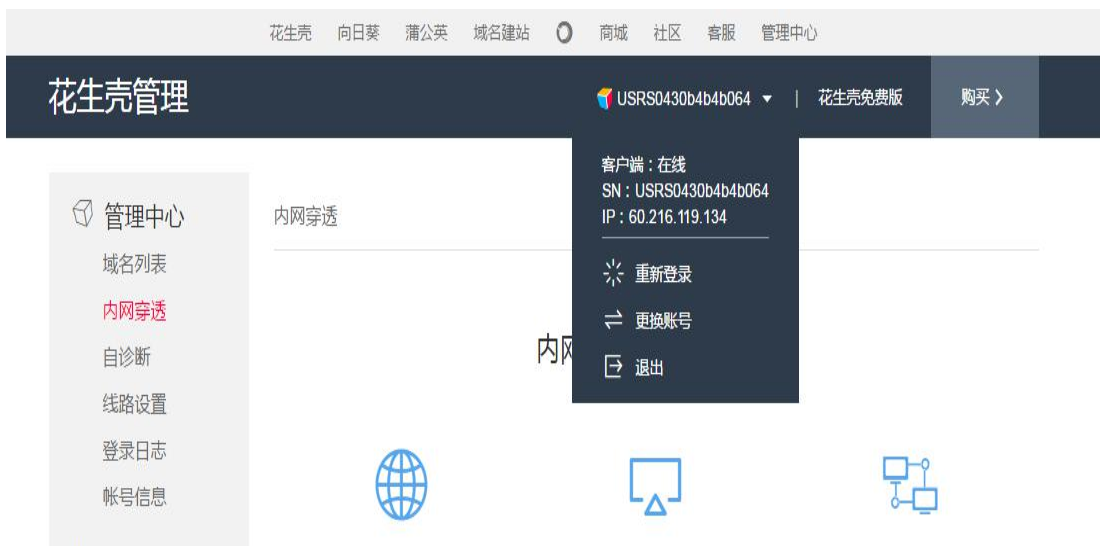 花生壳 向日葵 蒲公英 域名建站 商城 社区 客服 管理中心
花生壳管理 USRS0430b4b4b064 | 花生壳免费版 购买
客户端：在线
SN：USRS0430b4b4b064
IP：60.216.119.134
重新登录
更换账号
退出
管理中心
域名列表
内网穿透
自诊断
线路设置
登录日志
帐号信息
内网穿透
内网